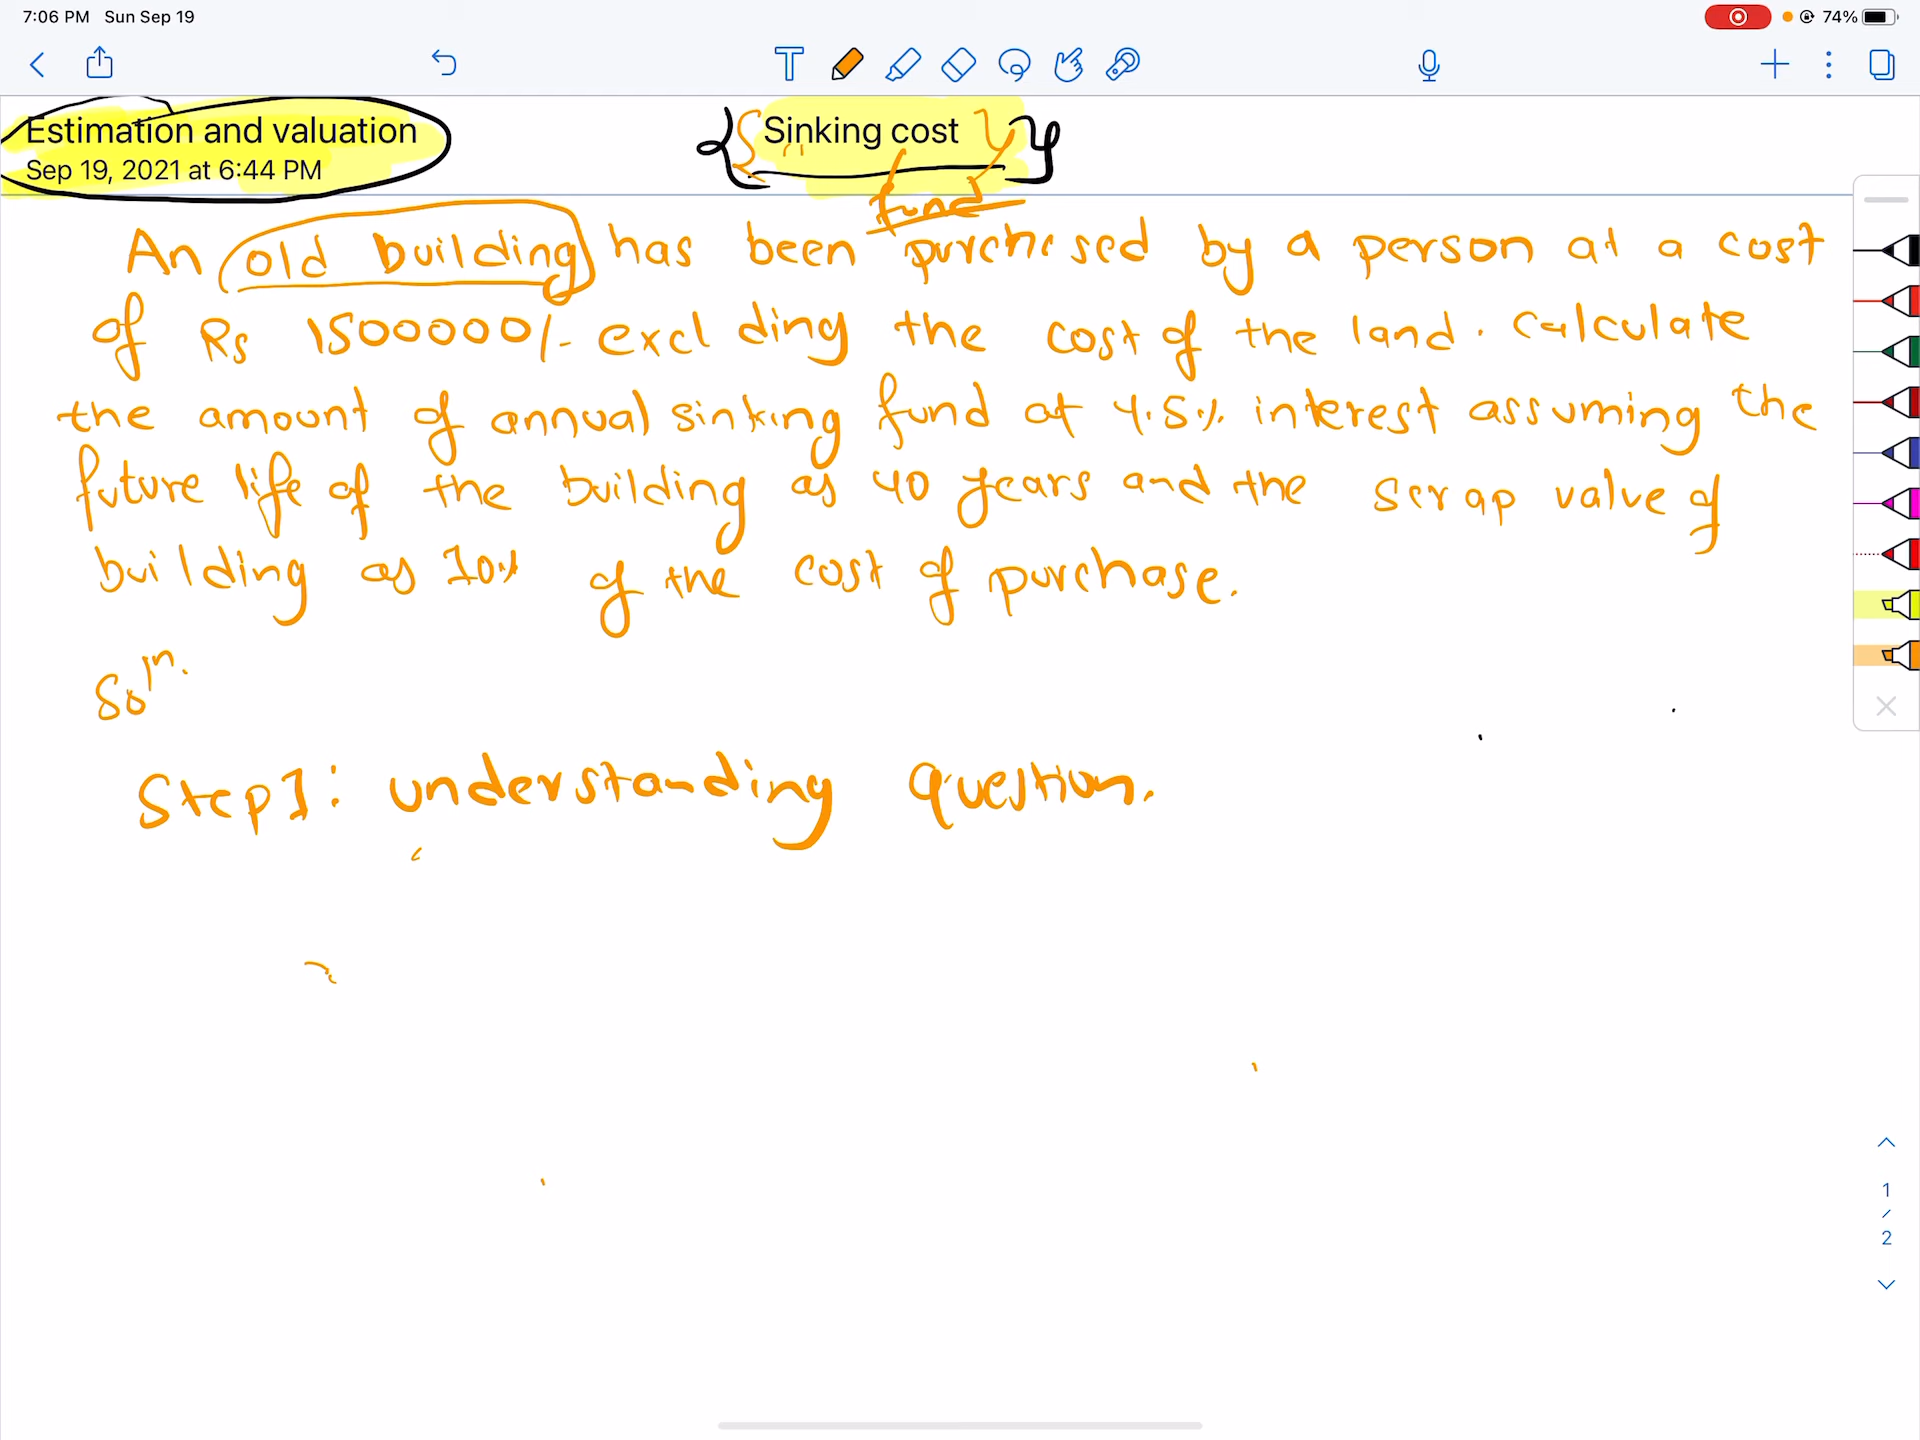 7:06 PM Sun Sep 19
74%
Estimation and valuation
Sep 19, 2021 at 6:44 PM
Sinking cost
fund
An old building has been purchased by a person at a cost
of Rs 1500000/- excl ding the cost of the land. calculate
the amount of annual sinking fund at 4.5% interest assuming the
future life of the building as 40 years and the scrap value of
building as 10% of the cost of purchase.
Soln.
Step 1: understanding question.
1
/
2